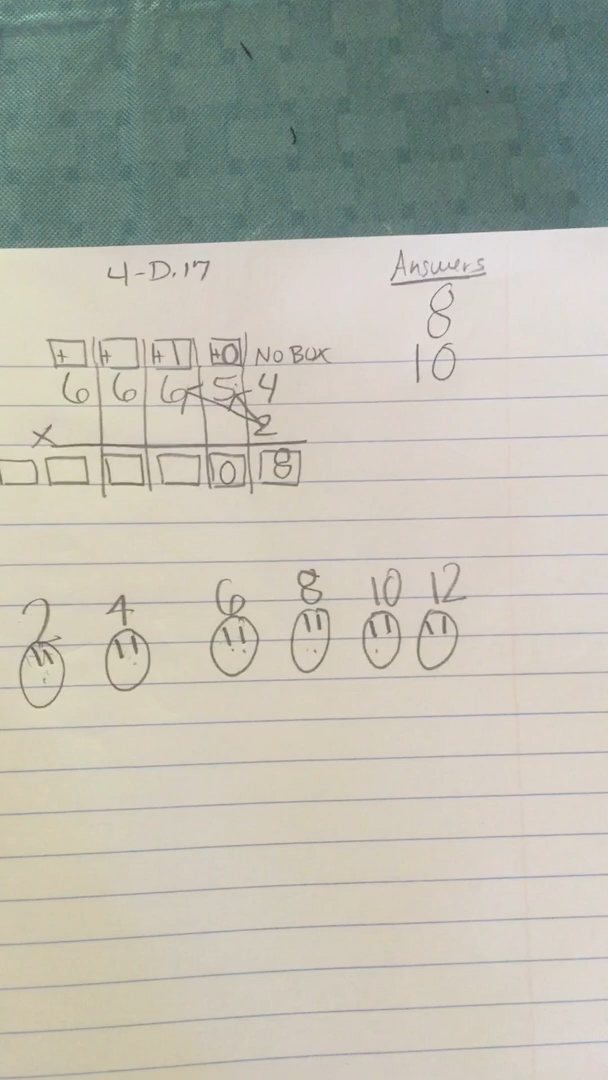 4-D.17
Answers
8
10
+ + +1 +0 NO BOX
6 6 6 5 4
x 2
0 8
2 4 6 8 10 12